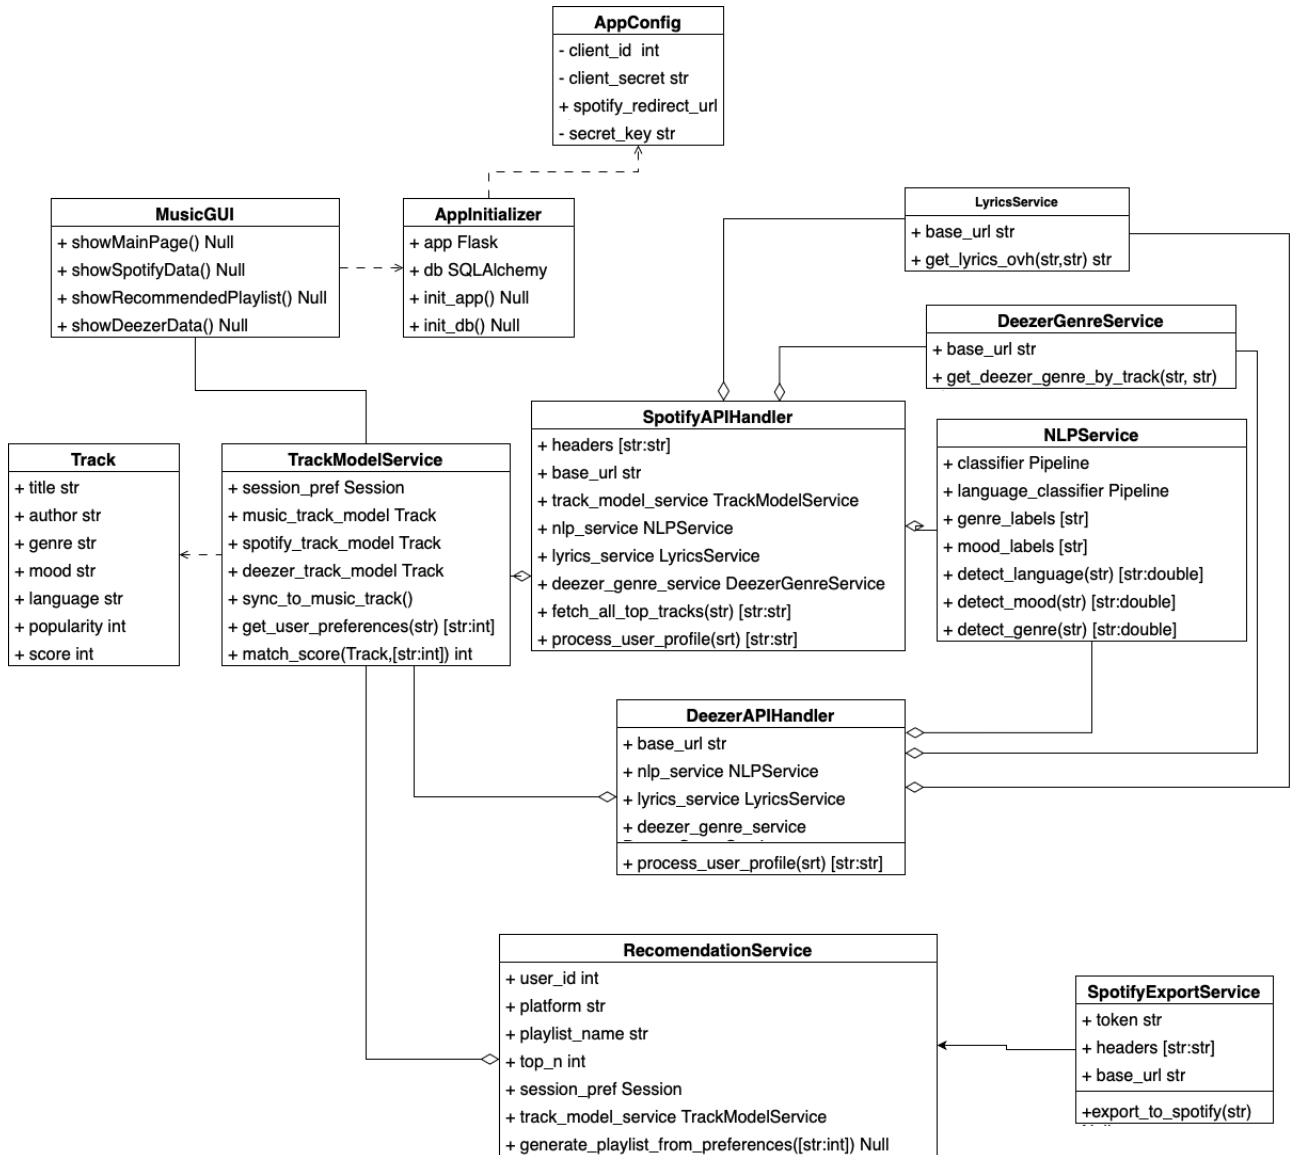 AppConfig
- client_id int
- client_secret str
+ spotify_redirect_url
- secret_key str
MusicGUI
+ showMainPage() Null
+ showSpotifyData() Null
+ showRecommendedPlaylist() Null
+ showDeezerData() Null
AppInitializer
+ app Flask
+ db SQLAlchemy
+ init_app() Null
+ init_db() Null
LyricsService
+ base_url str
+ get_lyrics_ovh(str,str) str
DeezerGenreService
+ base_url str
+ get_deezer_genre_by_track(str, str)
SpotifyAPIHandler
+ headers [str:str]
+ base_url str
+ track_model_service TrackModelService
+ nlp_service NLPService
+ lyrics_service LyricsService
+ deezer_genre_service DeezerGenreService
+ fetch_all_top_tracks(str) [str:str]
+ process_user_profile(srt) [str:str]
NLPService
+ classifier Pipeline
+ language_classifier Pipeline
+ genre_labels [str]
+ mood_labels [str]
+ detect_language(str) [str:double]
+ detect_mood(str) [str:double]
+ detect_genre(str) [str:double]
Track
+ title str
+ author str
+ genre str
+ mood str
+ language str
+ popularity int
+ score int
TrackModelService
+ session_pref Session
+ music_track_model Track
+ spotify_track_model Track
+ deezer_track_model Track
+ sync_to_music_track()
+ get_user_preferences(str) [str:int]
+ match_score(Track,[str:int]) int
DeezerAPIHandler
+ base_url str
+ nlp_service NLPService
+ lyrics_service LyricsService
+ deezer_genre_service
+ process_user_profile(srt) [str:str]
RecomendationService
+ user_id int
+ platform str
+ playlist_name str
+ top_n int
+ session_pref Session
+ track_model_service TrackModelService
+ generate_playlist_from_preferences([str:int]) Null
SpotifyExportService
+ token str
+ headers [str:str]
+ base_url str
+export_to_spotify(str)